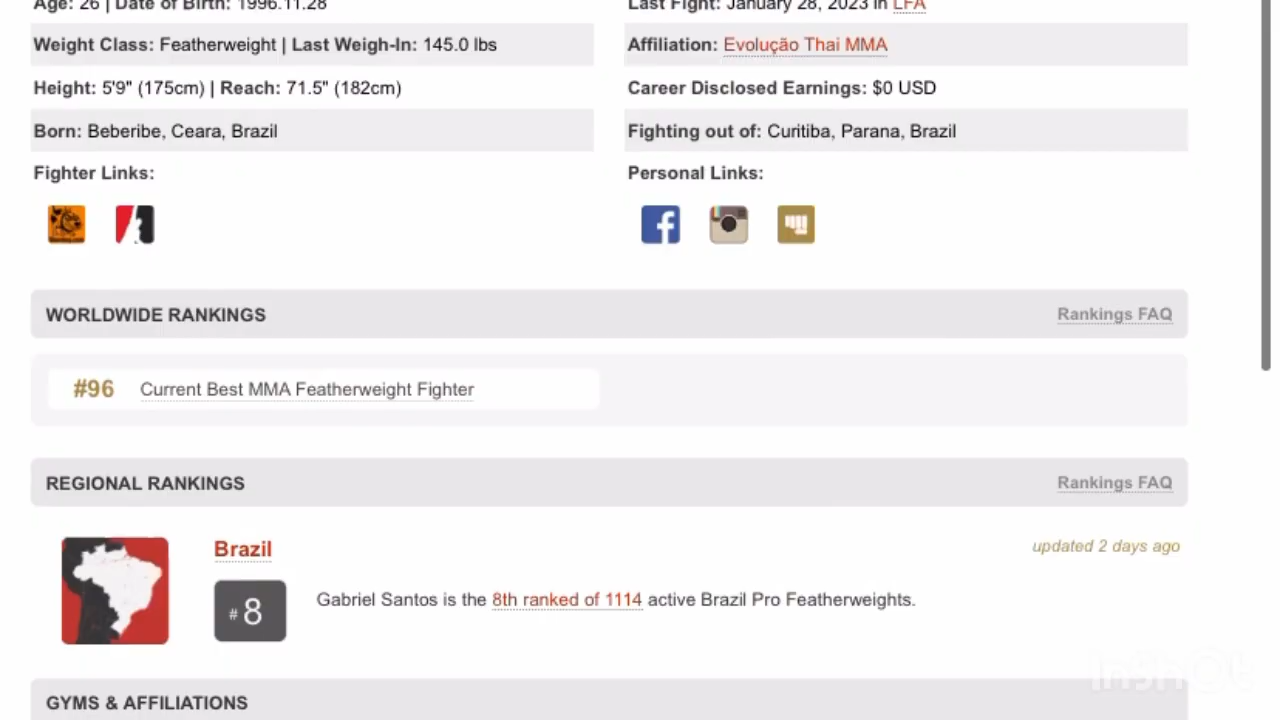 Age: 26 | Date of Birth: 1996.11.28
Last Fight: January 28, 2023 in LFA
Weight Class: Featherweight | Last Weigh-In: 145.0 lbs
Affiliation: Evolução Thai MMA
Height: 5'9" (175cm) | Reach: 71.5" (182cm)
Career Disclosed Earnings: $0 USD
Born: Beberibe, Ceara, Brazil
Fighting out of: Curitiba, Parana, Brazil
Fighter Links:
Personal Links:
WORLDWIDE RANKINGS
Rankings FAQ
#96 Current Best MMA Featherweight Fighter
REGIONAL RANKINGS
Rankings FAQ
Brazil
updated 2 days ago
#8
Gabriel Santos is the 8th ranked of 1114 active Brazil Pro Featherweights.
InShOt
GYMS & AFFILIATIONS